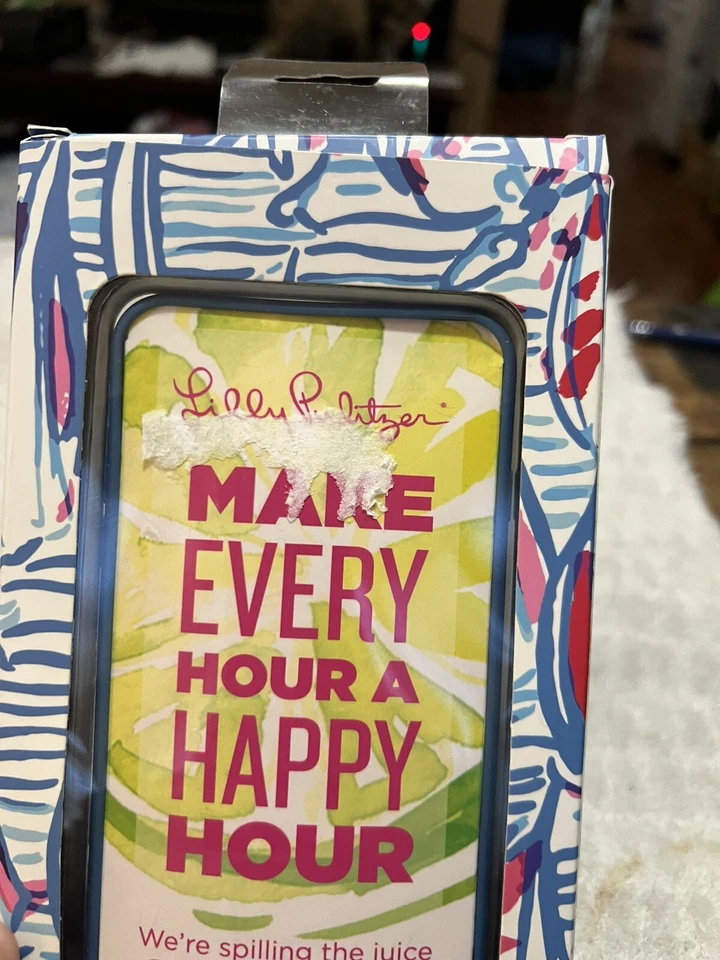 Lilly Pulitzer
MAKE
EVERY
HOUR A
HAPPY
HOUR
We're spilling the juice